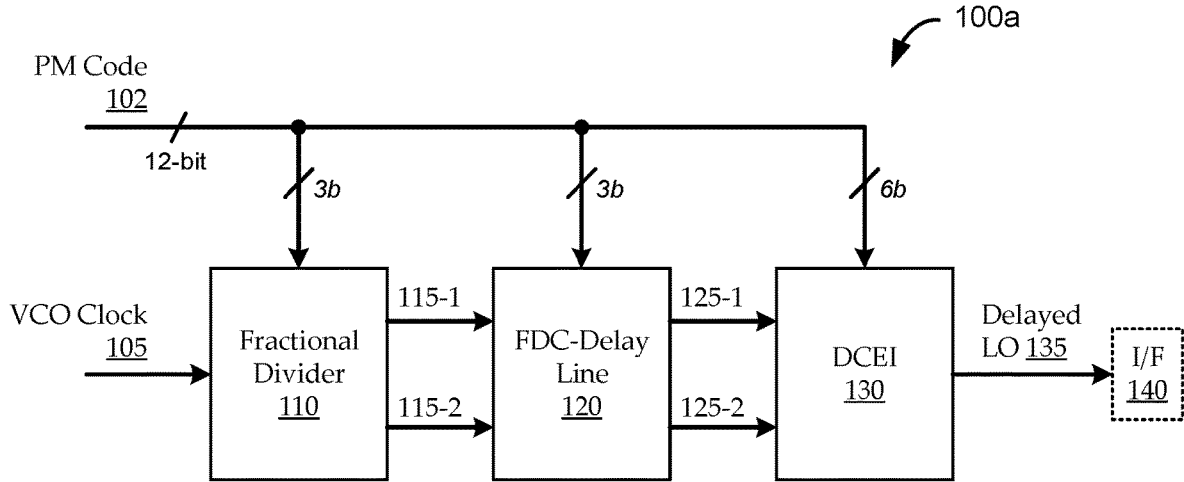 100a
PM Code
102
12-bit
3b
3b
6b
VCO Clock
105
Fractional
Divider
110
115-1
115-2
FDC-Delay
Line
120
125-1
125-2
DCEI
130
Delayed
LO 135
I/F
140